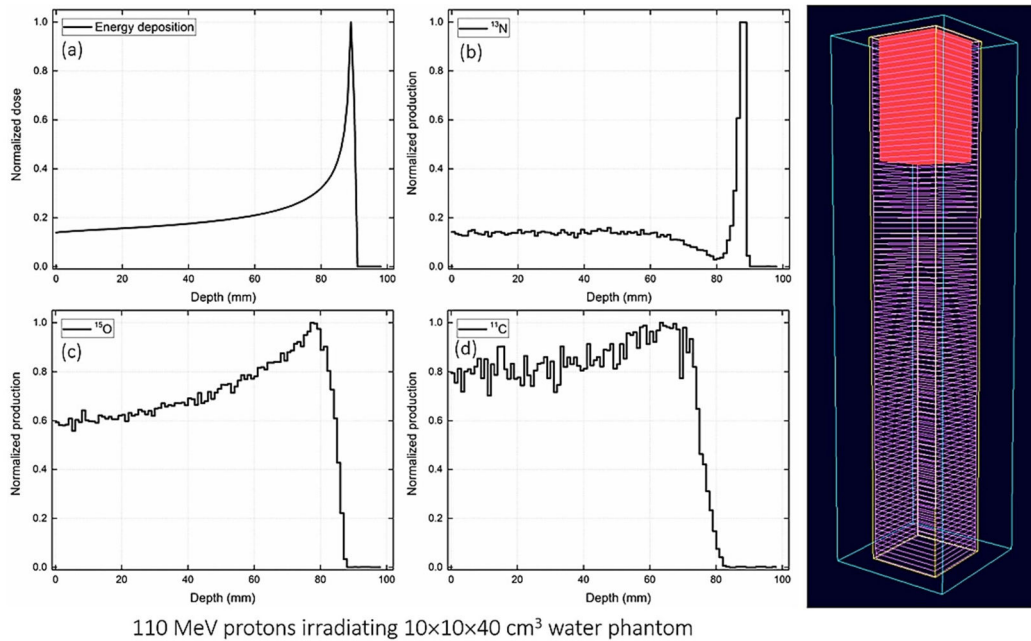 Energy deposition
(a)
Normalized dose
1.0
0.8
0.6
0.4
0.2
0.0
0 20 40 60 80 100
Depth (mm)
¹³N
(b)
Normalized production
1.0
0.8
0.6
0.4
0.2
0.0
0 20 40 60 80 100
Depth (mm)
¹⁵O
(c)
Normalized production
1.0
0.8
0.6
0.4
0.2
0.0
0 20 40 60 80 100
Depth (mm)
¹¹C
(d)
Normalized production
1.0
0.8
0.6
0.4
0.2
0.0
0 20 40 60 80 100
Depth (mm)
110 MeV protons irradiating 10×10×40 cm³ water phantom